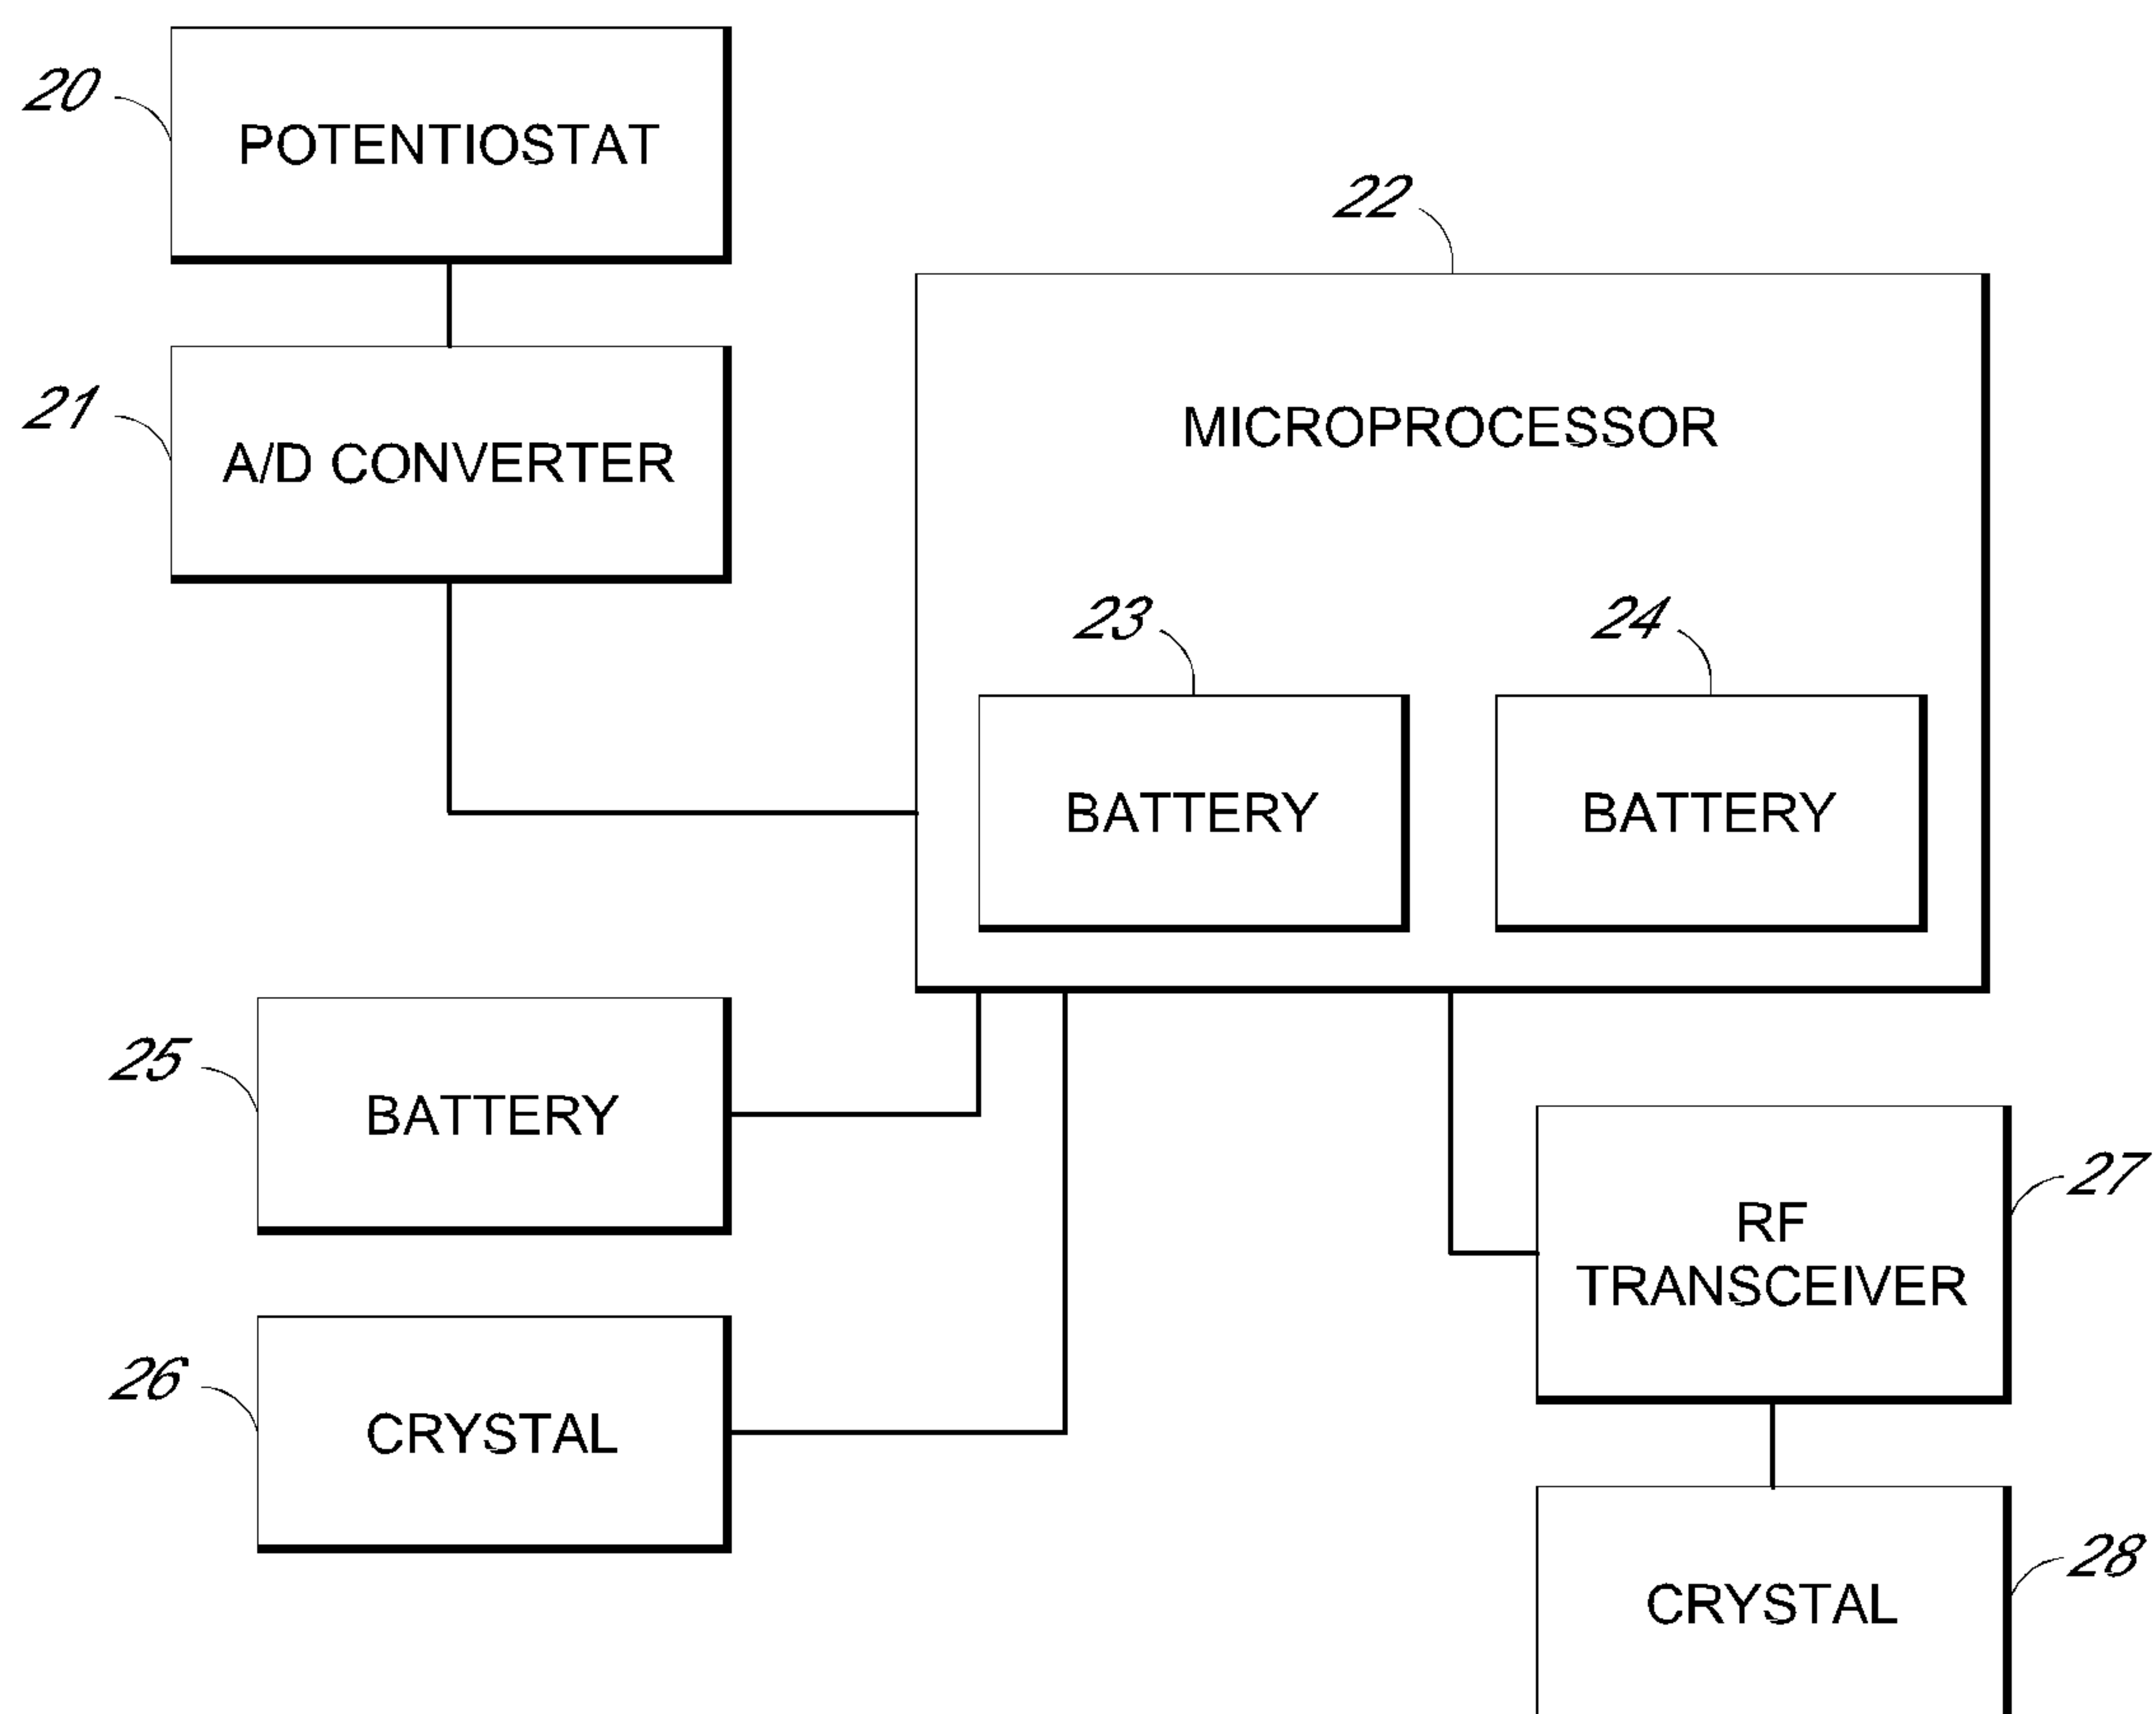 20
POTENTIOSTAT
21
A/D CONVERTER
22
MICROPROCESSOR
23
BATTERY
24
BATTERY
25
BATTERY
26
CRYSTAL
27
RF
TRANSCEIVER
28
CRYSTAL